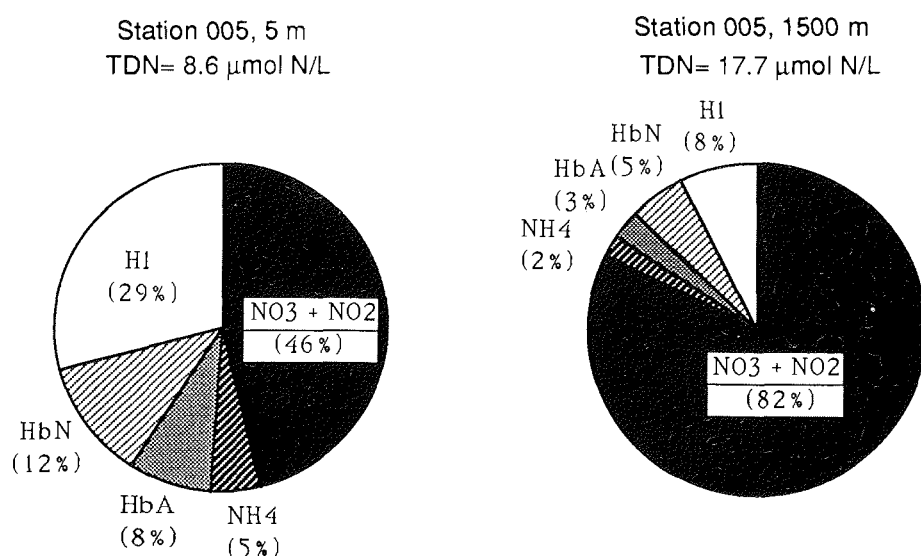 Station 005, 5 m
TDN= 8.6 μmol N/L
Hl
(29%)
NO3 + NO2
(46%)
HbN
(12%)
HbA
(8%)
NH4
(5%)
Station 005, 1500 m
TDN= 17.7 μmol N/L
Hl
(8%)
HbN
(5%)
HbA
(3%)
NH4
(2%)
NO3 + NO2
(82%)